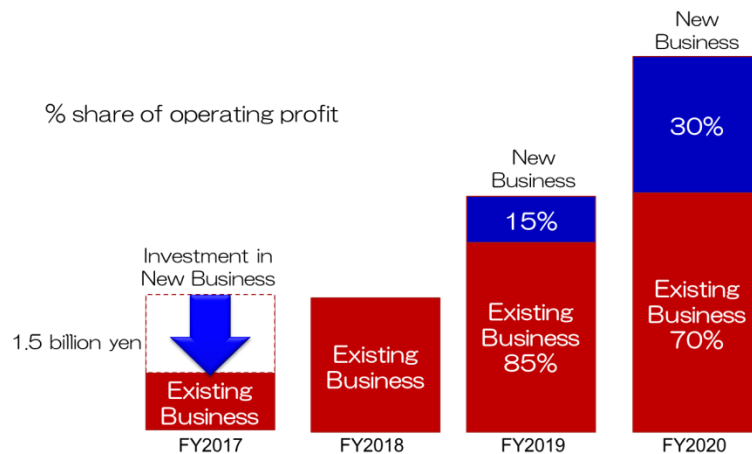 % share of operating profit
Investment in
New Business
1.5 billion yen
Existing
Business
FY2017
Existing
Business
FY2018
New
Business
15%
Existing
Business
85%
FY2019
New
Business
30%
Existing
Business
70%
FY2020